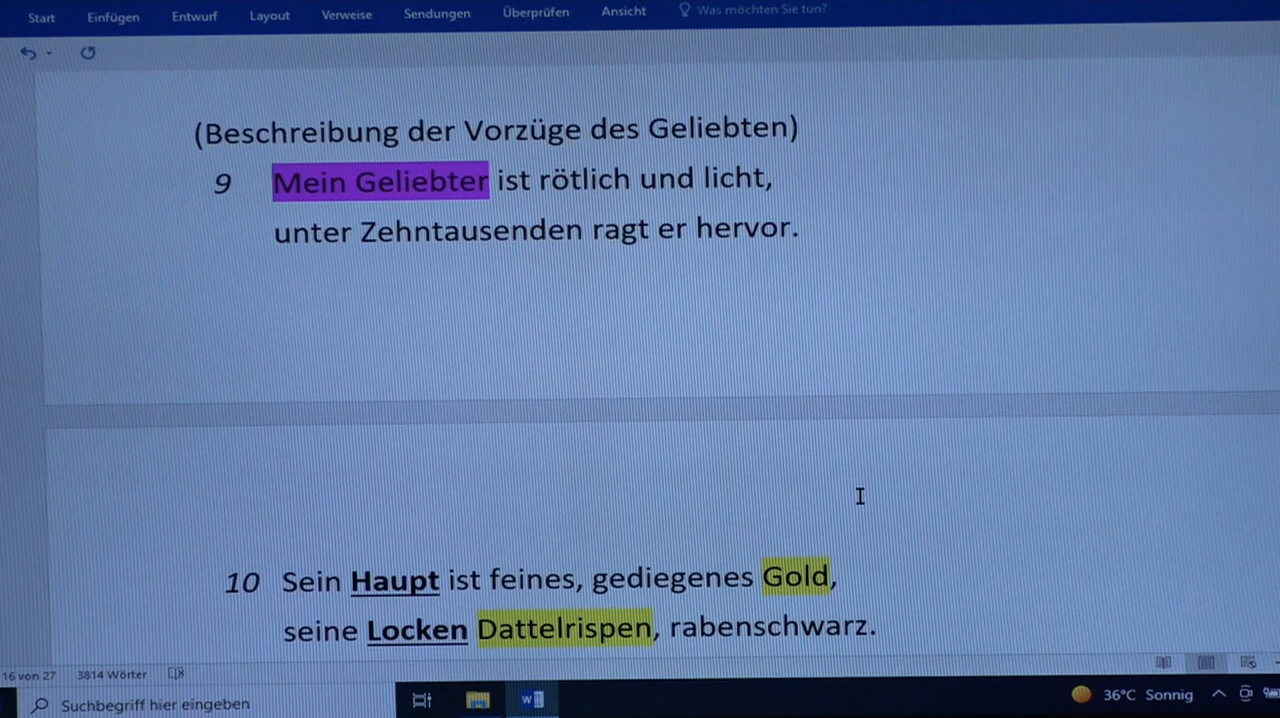 Start Einfügen Entwurf Layout Verweise Sendungen Überprüfen Ansicht Was möchten Sie tun?
(Beschreibung der Vorzüge des Geliebten)
9 Mein Geliebter ist rötlich und licht,
unter Zehntausenden ragt er hervor.
10 Sein Haupt ist feines, gediegenes Gold,
seine Locken Dattelrispen, rabenschwarz.
16 von 27 3814 Wörter
Suchbegriff hier eingeben W 36°C Sonnig